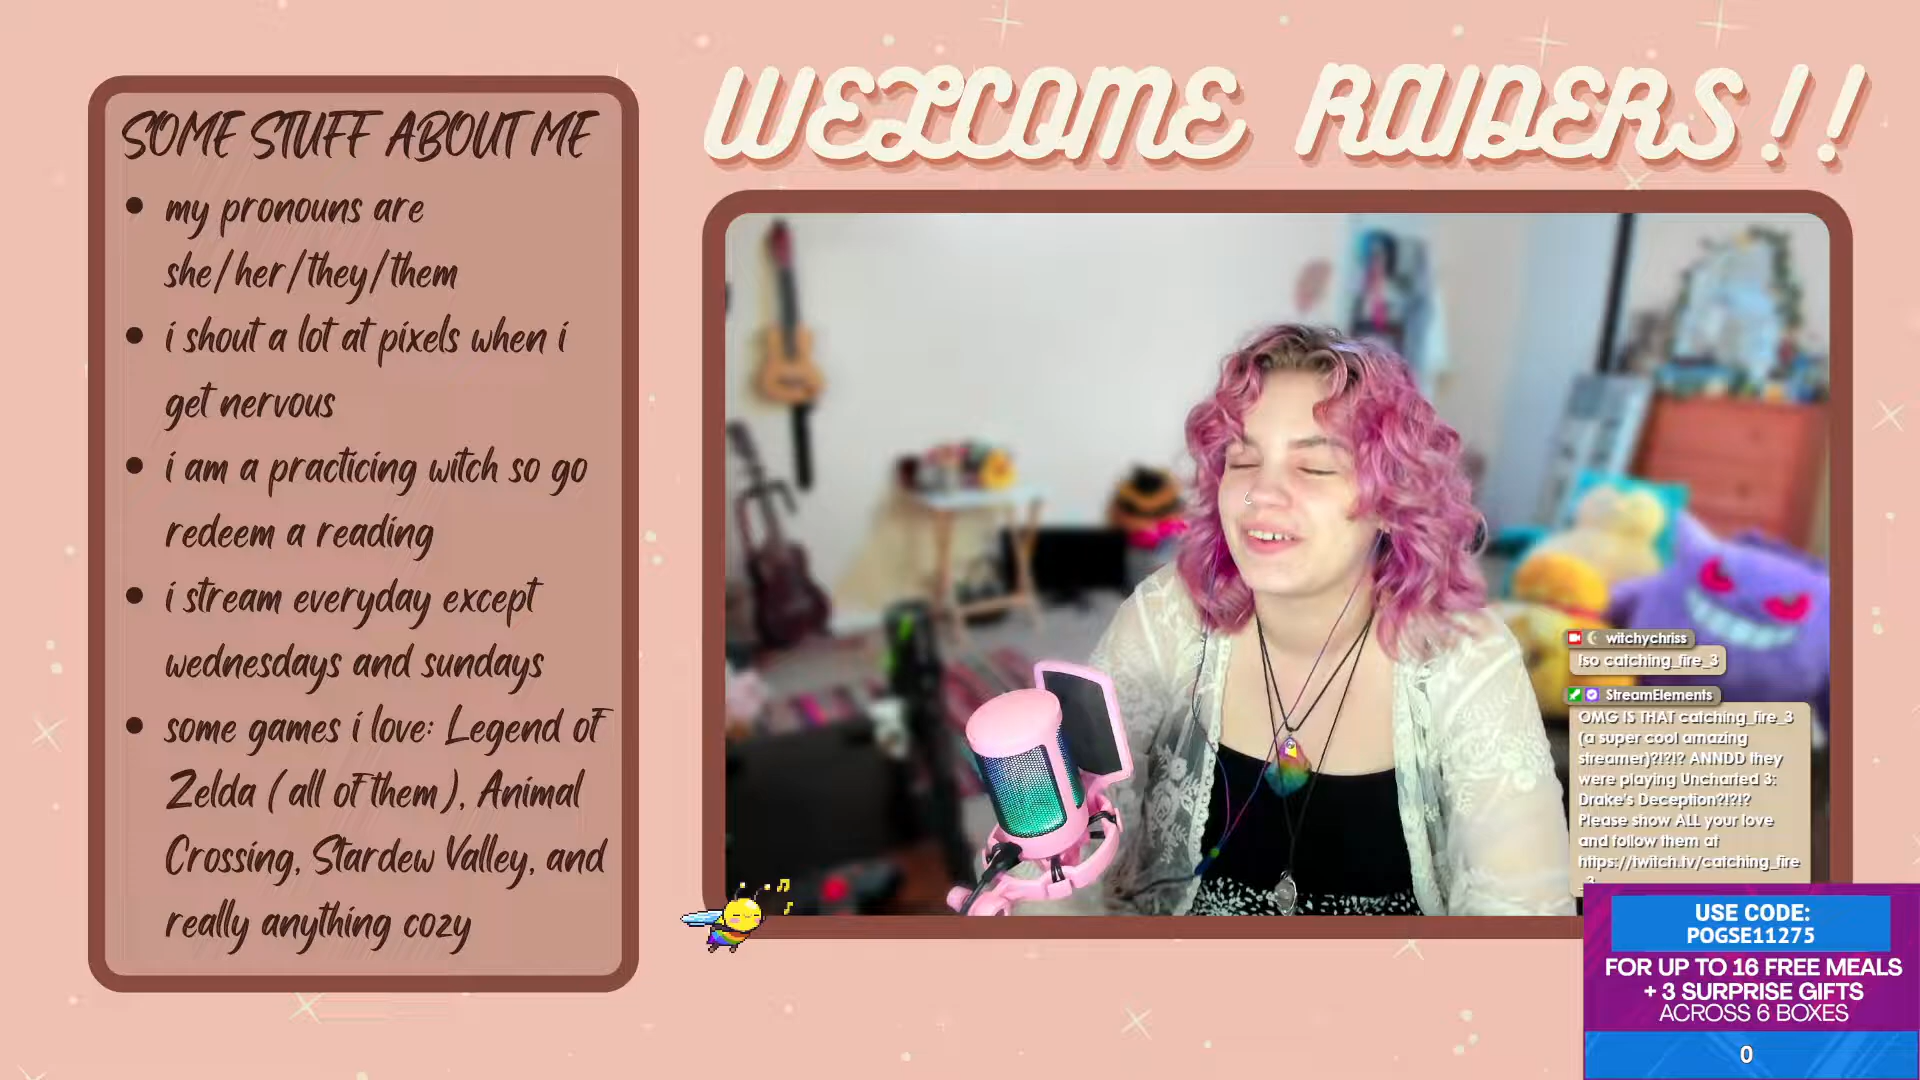 WELCOME RAIDERS!!
SOME STUFF ABOUT ME
• my pronouns are
she/her/they/them
• i shout a lot at pixels when i
get nervous
• i am a practicing witch so go
redeem a reading
• i stream everyday except
wednesdays and sundays
• some games i love: Legend of
Zelda (all of them), Animal
Crossing, Stardew Valley, and
really anything cozy
witchychriss
!so catching_fire_3
StreamElements
OMG IS THAT catching_fire_3
(a super cool amazing
streamer)?!?!? ANNDD they
were playing Uncharted 3:
Drake's Deception?!?!?
Please show ALL your love
and follow them at
https://twitch.tv/catching_fire
_3
USE CODE:
POGSE11275
FOR UP TO 16 FREE MEALS
+ 3 SURPRISE GIFTS
ACROSS 6 BOXES
0